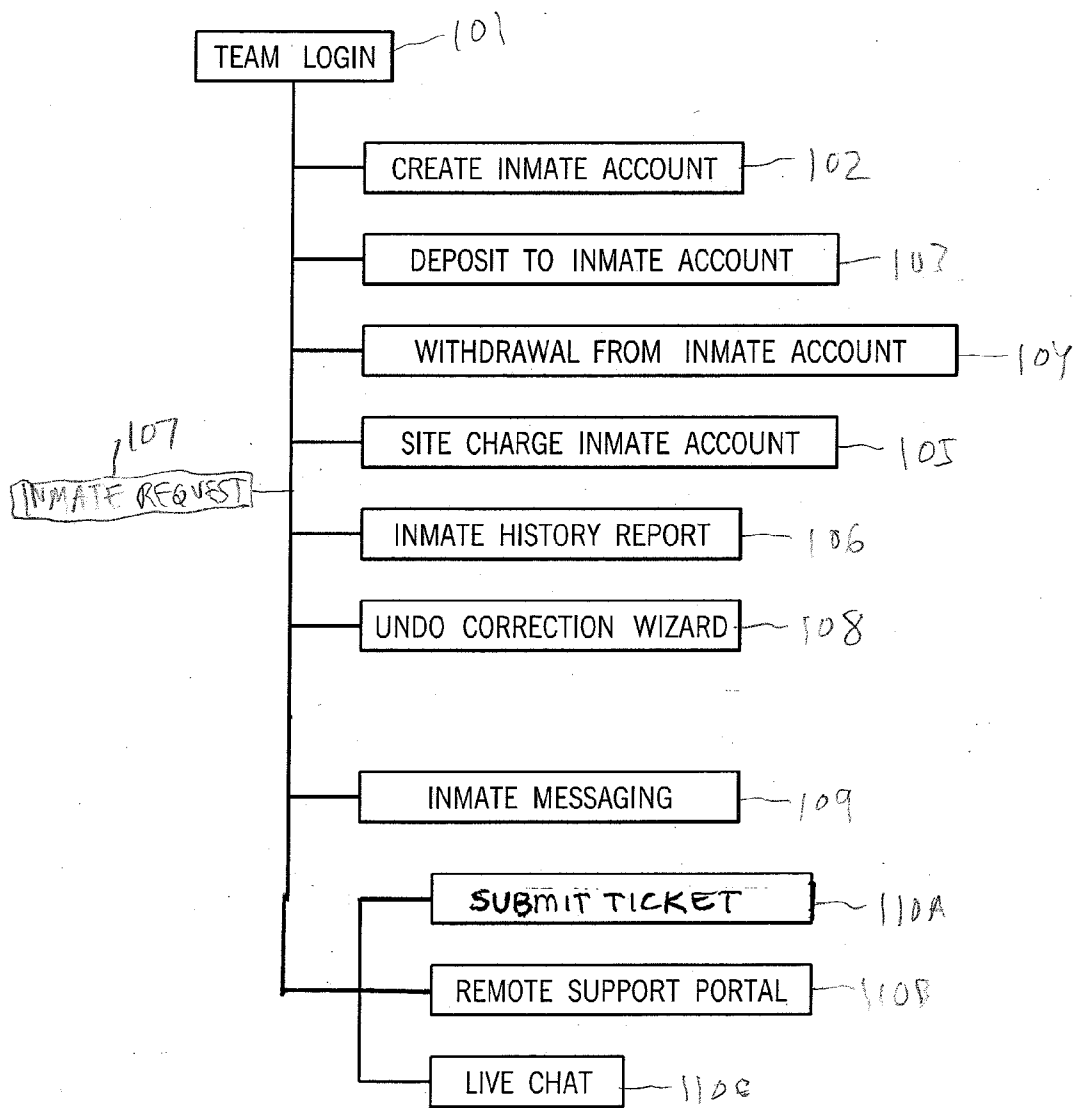 TEAM LOGIN 101
CREATE INMATE ACCOUNT 102
DEPOSIT TO INMATE ACCOUNT 103
WITHDRAWAL FROM INMATE ACCOUNT 104
SITE CHARGE INMATE ACCOUNT 105
107
INMATE REQUEST
INMATE HISTORY REPORT 106
UNDO CORRECTION WIZARD 108
INMATE MESSAGING 109
SUBMIT TICKET 110A
REMOTE SUPPORT PORTAL 110B
LIVE CHAT 110C